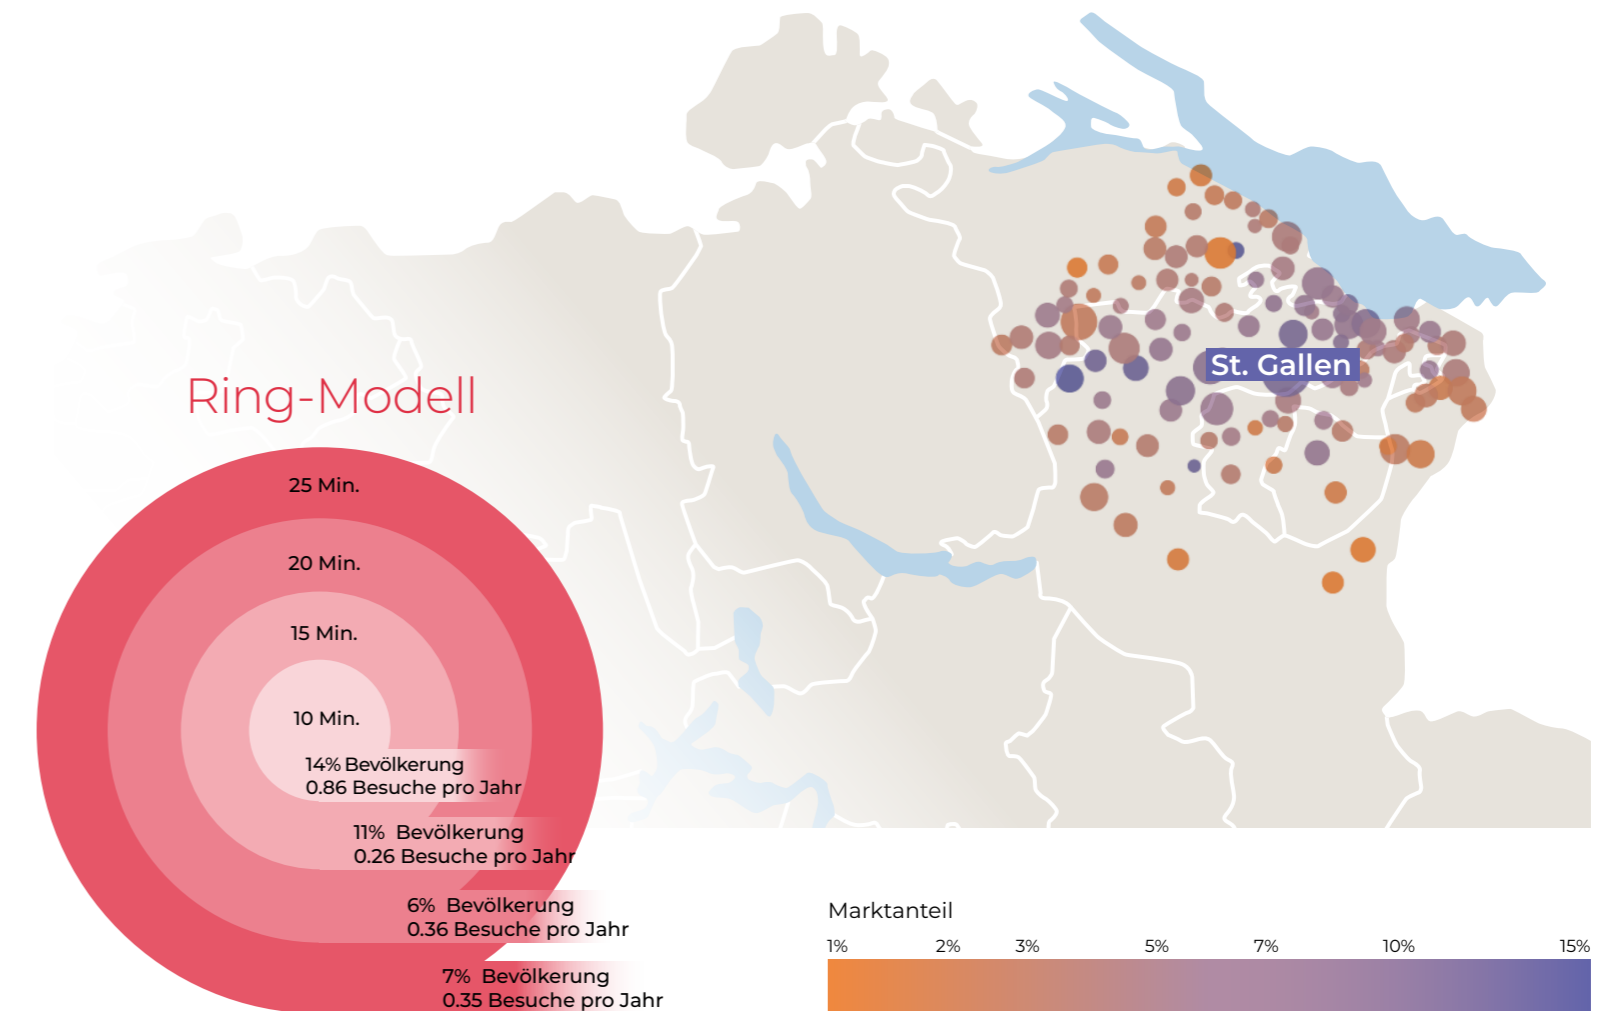 St. Gallen
Ring-Modell
25 Min.
20 Min.
15 Min.
10 Min.
14% Bevölkerung
0.86 Besuche pro Jahr
11% Bevölkerung
0.26 Besuche pro Jahr
6% Bevölkerung
0.36 Besuche pro Jahr
7% Bevölkerung
0.35 Besuche pro Jahr
Marktanteil
1% 2% 3% 5% 7% 10% 15%